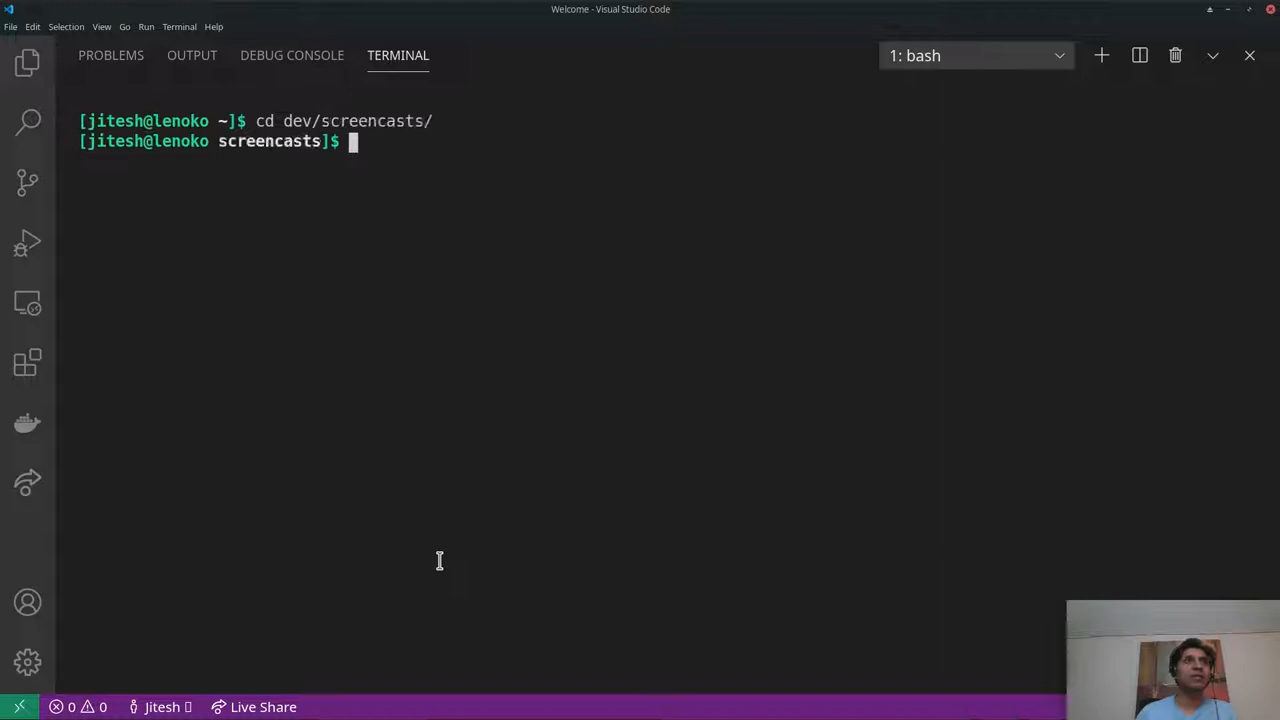 Welcome - Visual Studio Code
File Edit Selection View Go Run Terminal Help
PROBLEMS OUTPUT DEBUG CONSOLE TERMINAL 1: bash
[jitesh@lenoko ~]$ cd dev/screencasts/
[jitesh@lenoko screencasts]$
0 0 Jitesh Live Share